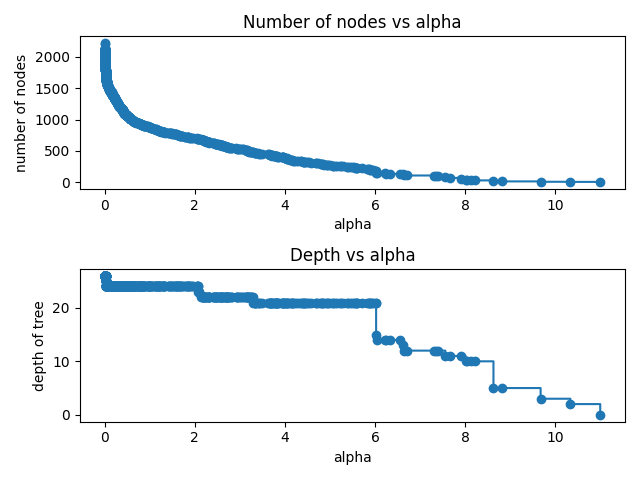 Number of nodes vs alpha
number of nodes
2000
1500
1000
500
0
0 2 4 6 8 10
alpha
Depth vs alpha
depth of tree
20
10
0
0 2 4 6 8 10
alpha